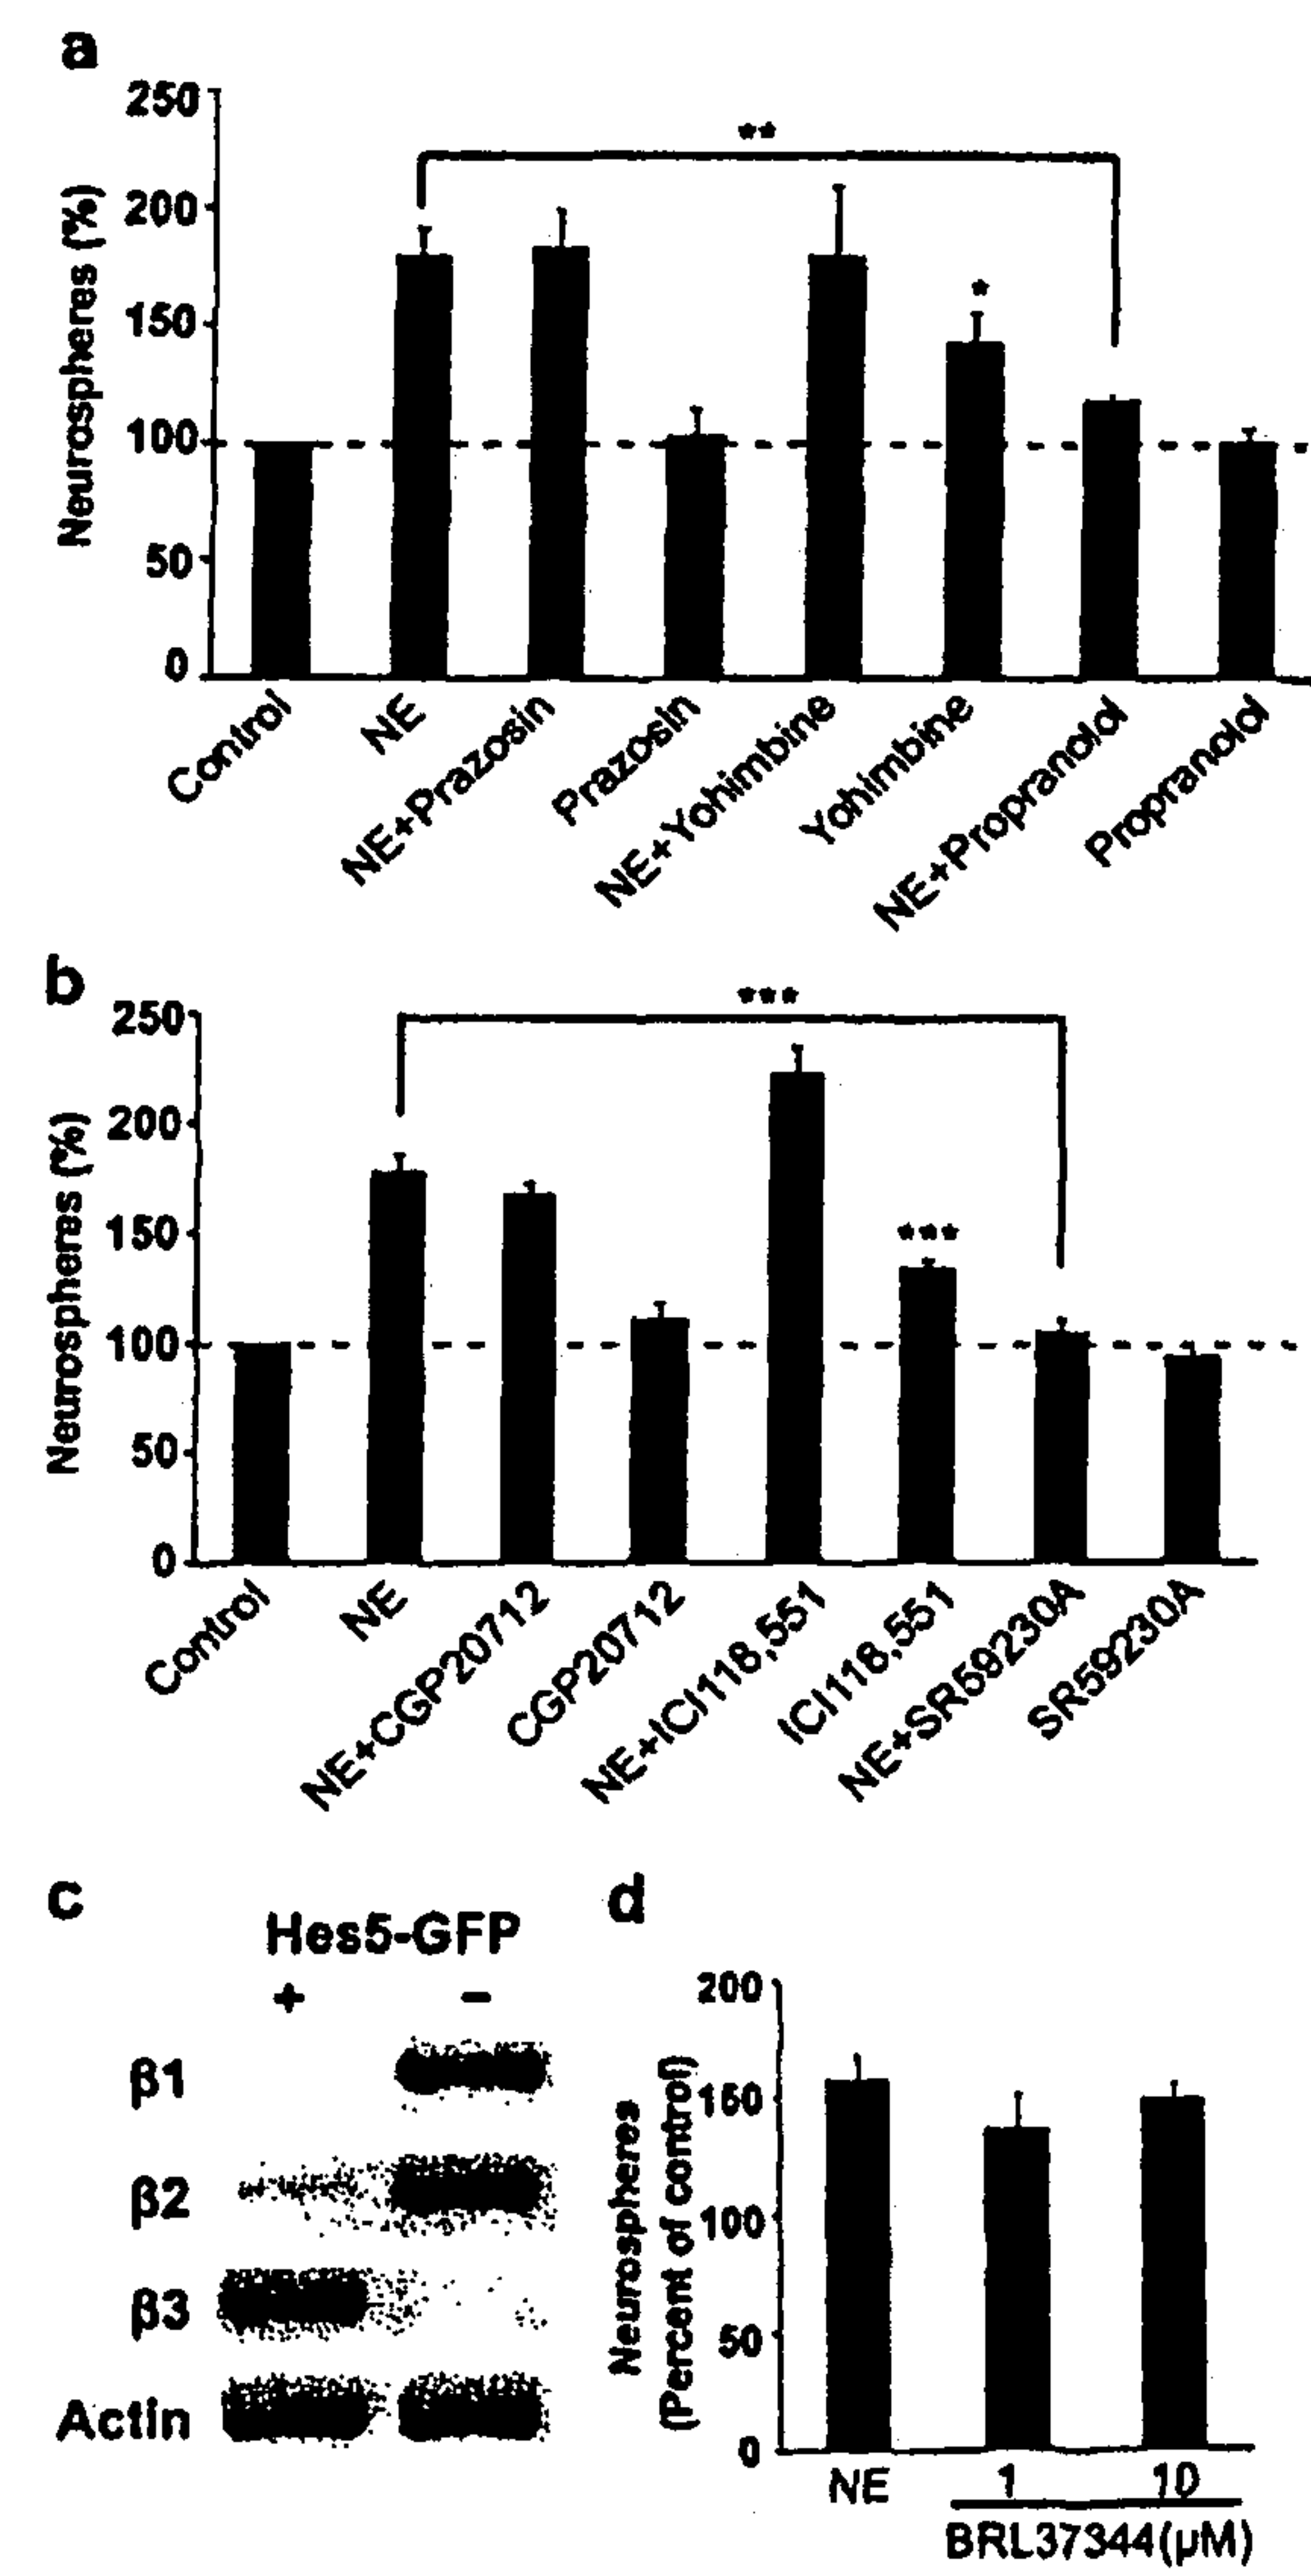 a
250
200
150
100
50
0
Neurospheres (%)
**
*
Control
NE
NE+Prazosin
Prazosin
NE+Yohimbine
Yohimbine
NE+Propranolol
Propranolol
b
250
200
150
100
50
0
Neurospheres (%)
***
***
Control
NE
NE+CGP20712
CGP20712
NE+ICI118,551
ICI118,551
NE+SR59230A
SR59230A
c
Hes5-GFP
+ −
β1
β2
β3
Actin
d
200
150
100
50
0
Neurospheres
(Percent of control)
NE 1 10
BRL37344(µM)